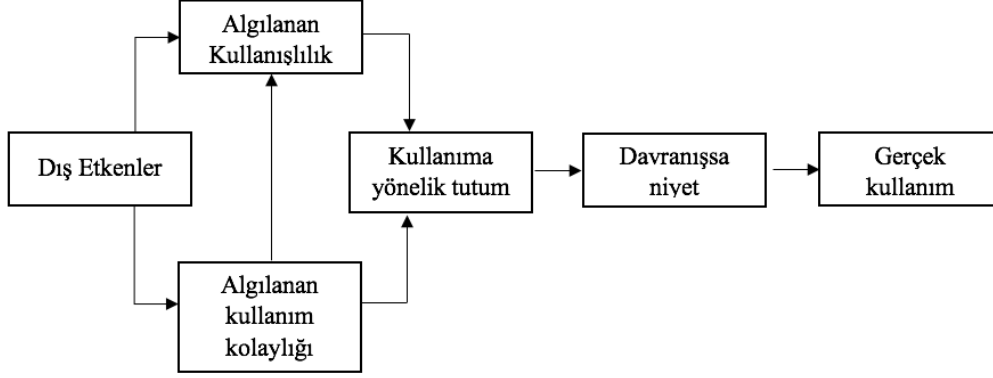 Algılanan
Kullanışlılık
Dış Etkenler
Kullanıma
yönelik tutum
Davranışsa
niyet
Gerçek
kullanım
Algılanan
kullanım
kolaylığı